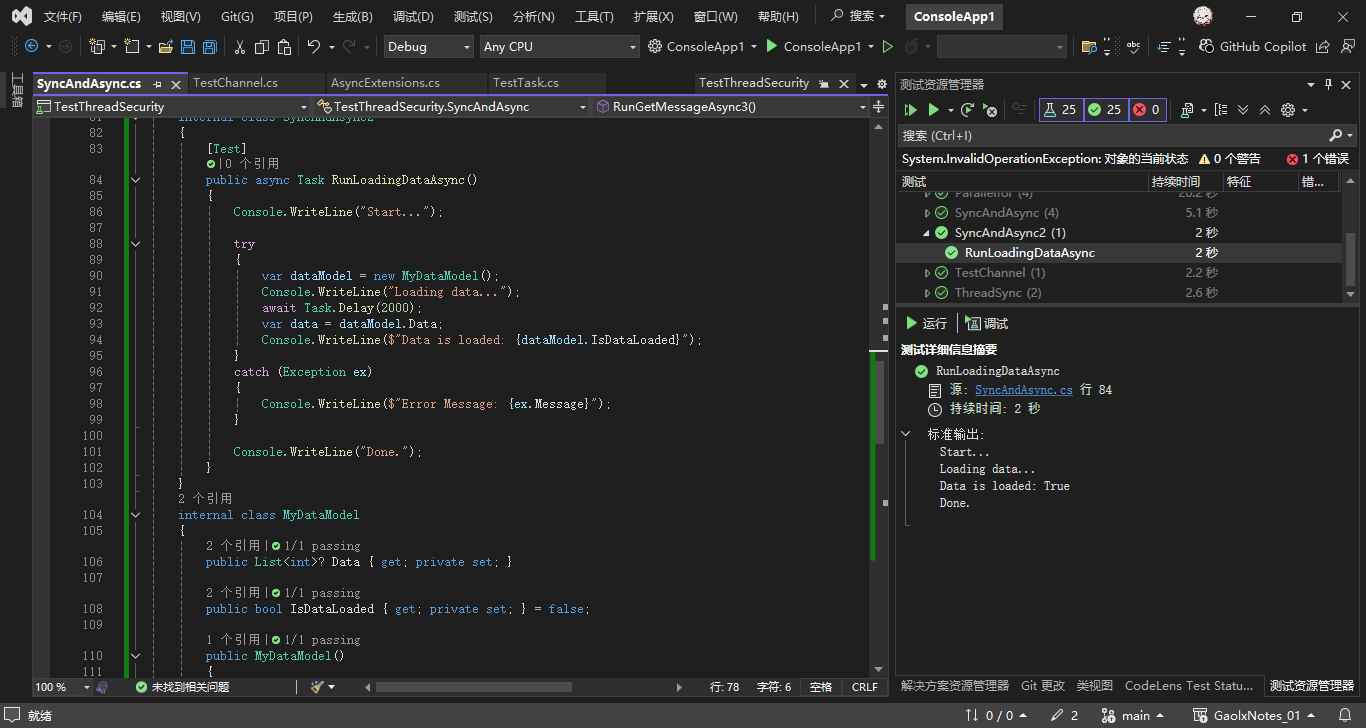 文件(F) 编辑(E) 视图(V) Git(G) 项目(P) 生成(B) 调试(D) 测试(S) 分析(N) 工具(T) 扩展(X) 窗口(W) 帮助(H) 搜索 ConsoleApp1
Debug Any CPU ConsoleApp1 ConsoleApp1 GitHub Copilot
工具箱
SyncAndAsync.cs TestChannel.cs AsyncExtensions.cs TestTask.cs TestThreadSecurity
TestThreadSecurity TestThreadSecurity.SyncAndAsync RunGetMessageAsync3()
81 internal class SyncAndAsync2
82 {
83 [Test]
0 个引用
84 public async Task RunLoadingDataAsync()
85 {
86 Console.WriteLine("Start...");
87
88 try
89 {
90 var dataModel = new MyDataModel();
91 Console.WriteLine("Loading data...");
92 await Task.Delay(2000);
93 var data = dataModel.Data;
94 Console.WriteLine($"Data is loaded: {dataModel.IsDataLoaded}");
95 }
96 catch (Exception ex)
97 {
98 Console.WriteLine($"Error Message: {ex.Message}");
99 }
100
101 Console.WriteLine("Done.");
102 }
103 }
2 个引用
104 internal class MyDataModel
105 {
2 个引用 | 1/1 passing
106 public List<int>? Data { get; private set; }
107
2 个引用 | 1/1 passing
108 public bool IsDataLoaded { get; private set; } = false;
109
1 个引用 | 1/1 passing
110 public MyDataModel()
111 {
100 % 未找到相关问题 行: 78 字符: 6 空格 CRLF
测试资源管理器
25 25 0
搜索 (Ctrl+I)
System.InvalidOperationException: 对象的当前状态 0 个警告 1 个错误
测试 持续时间 特征 错...
Parallelfor (4) 20.2 秒
SyncAndAsync (4) 5.1 秒
SyncAndAsync2 (1) 2 秒
RunLoadingDataAsync 2 秒
TestChannel (1) 2.2 秒
ThreadSync (2) 2.6 秒
运行 调试
测试详细信息摘要
RunLoadingDataAsync
源: SyncAndAsync.cs 行 84
持续时间: 2 秒
标准输出:
Start...
Loading data...
Data is loaded: True
Done.
解决方案资源管理器 Git 更改 类视图 CodeLens Test Statu... 测试资源管理器
就绪 0 / 0 2 main GaolxNotes_01